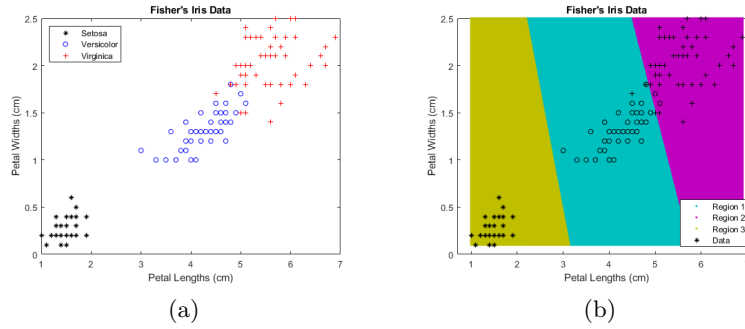 Fisher's Iris Data
Setosa
Versicolor
Virginica
Petal Widths (cm)
2.5
2
1.5
1
0.5
0
1 2 3 4 5 6 7
Petal Lengths (cm)
(a)
Fisher's Iris Data
Petal Widths (cm)
2.5
2
1.5
1
0.5
0
Region 1
Region 2
Region 3
Data
1 2 3 4 5 6
Petal Lengths (cm)
(b)